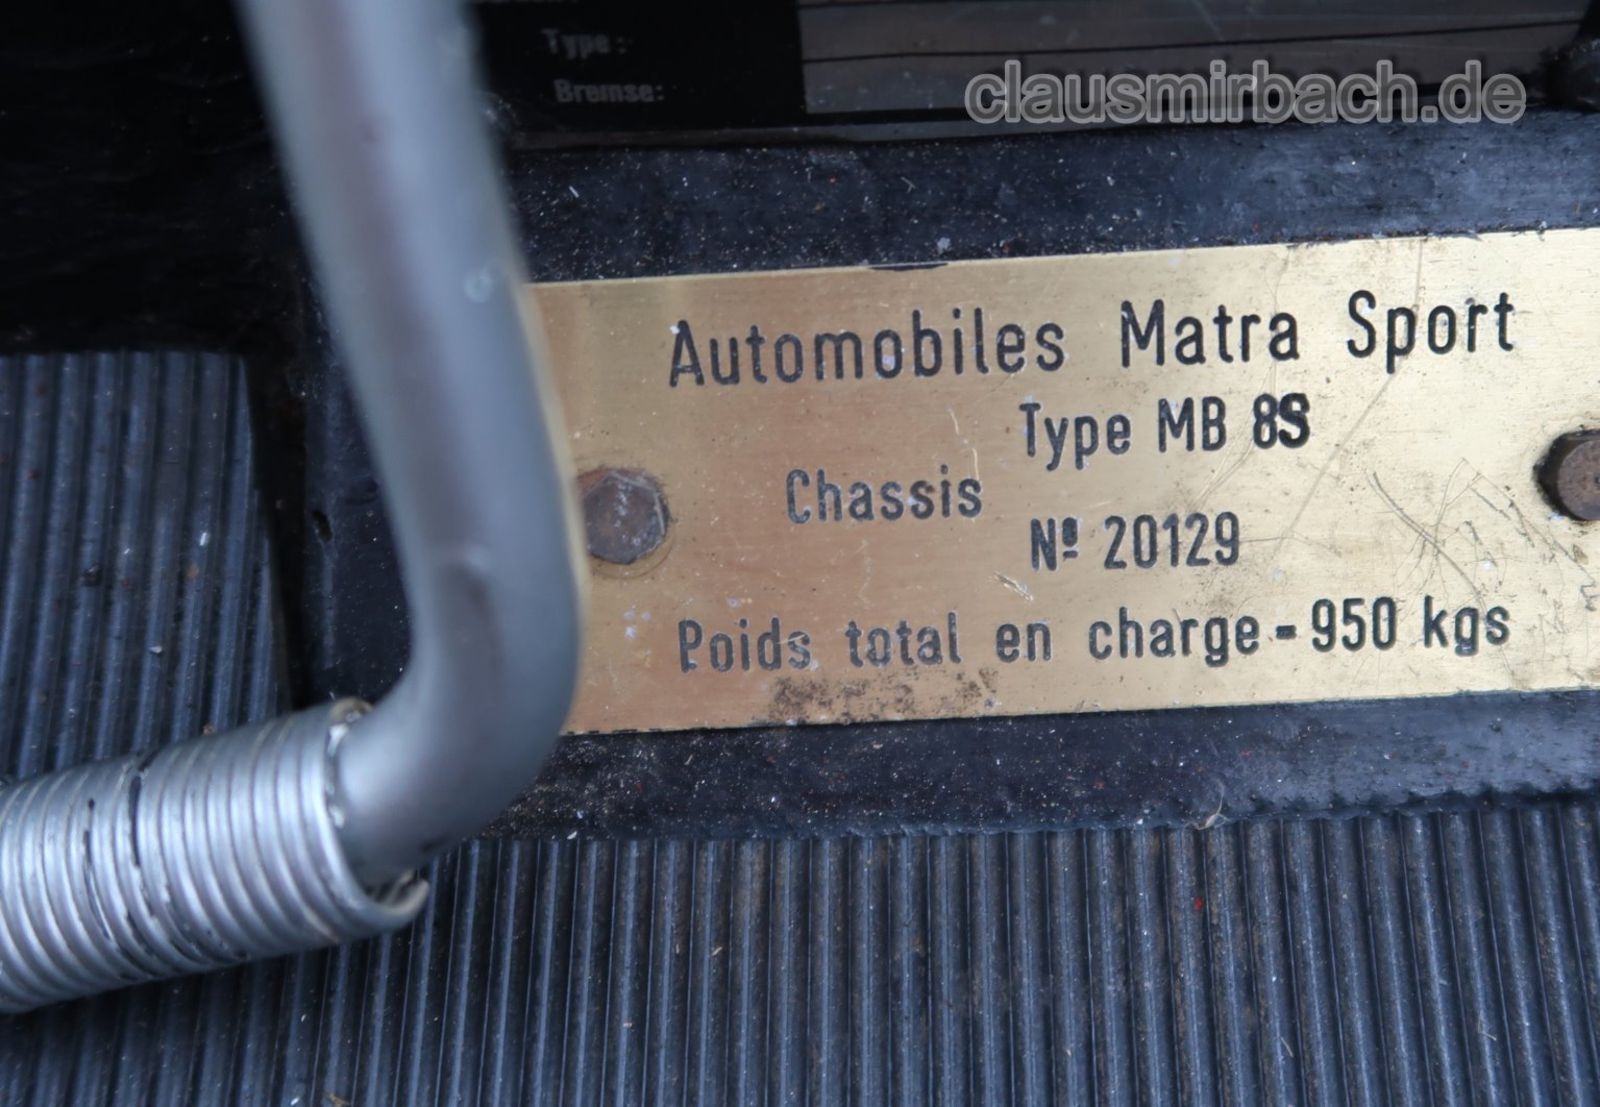 Type:
Bremse:
clausmirbach.de
Automobiles Matra Sport
Type MB 8S
Chassis
Nº 20129
Poids total en charge - 950 kgs